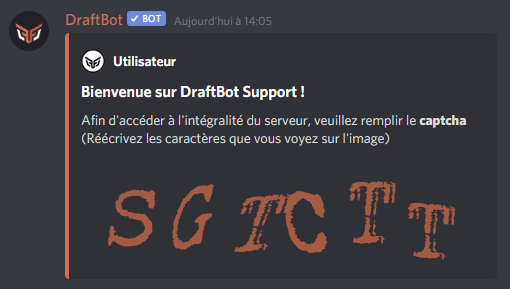 DraftBot ✓ BOT Aujourd'hui à 14:05
Utilisateur
Bienvenue sur DraftBot Support !
Afin d'accéder à l'intégralité du serveur, veuillez remplir le captcha
(Réécrivez les caractères que vous voyez sur l'image)
SGTCTT